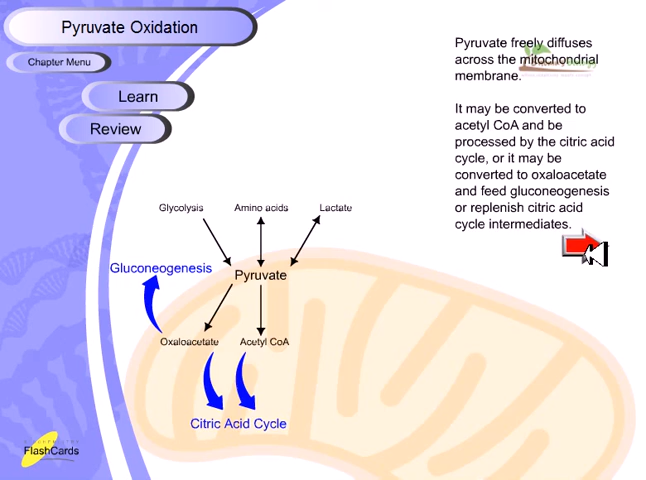 Pyruvate Oxidation
Chapter Menu
Learn
Review
Pyruvate freely diffuses
across the mitochondrial
membrane.
It may be converted to
acetyl CoA and be
processed by the citric acid
cycle, or it may be
converted to oxaloacetate
and feed gluconeogenesis
or replenish citric acid
cycle intermediates.
Glycolysis
Amino acids
Lactate
Gluconeogenesis
Pyruvate
Oxaloacetate
Acetyl CoA
Citric Acid Cycle
FlashCards